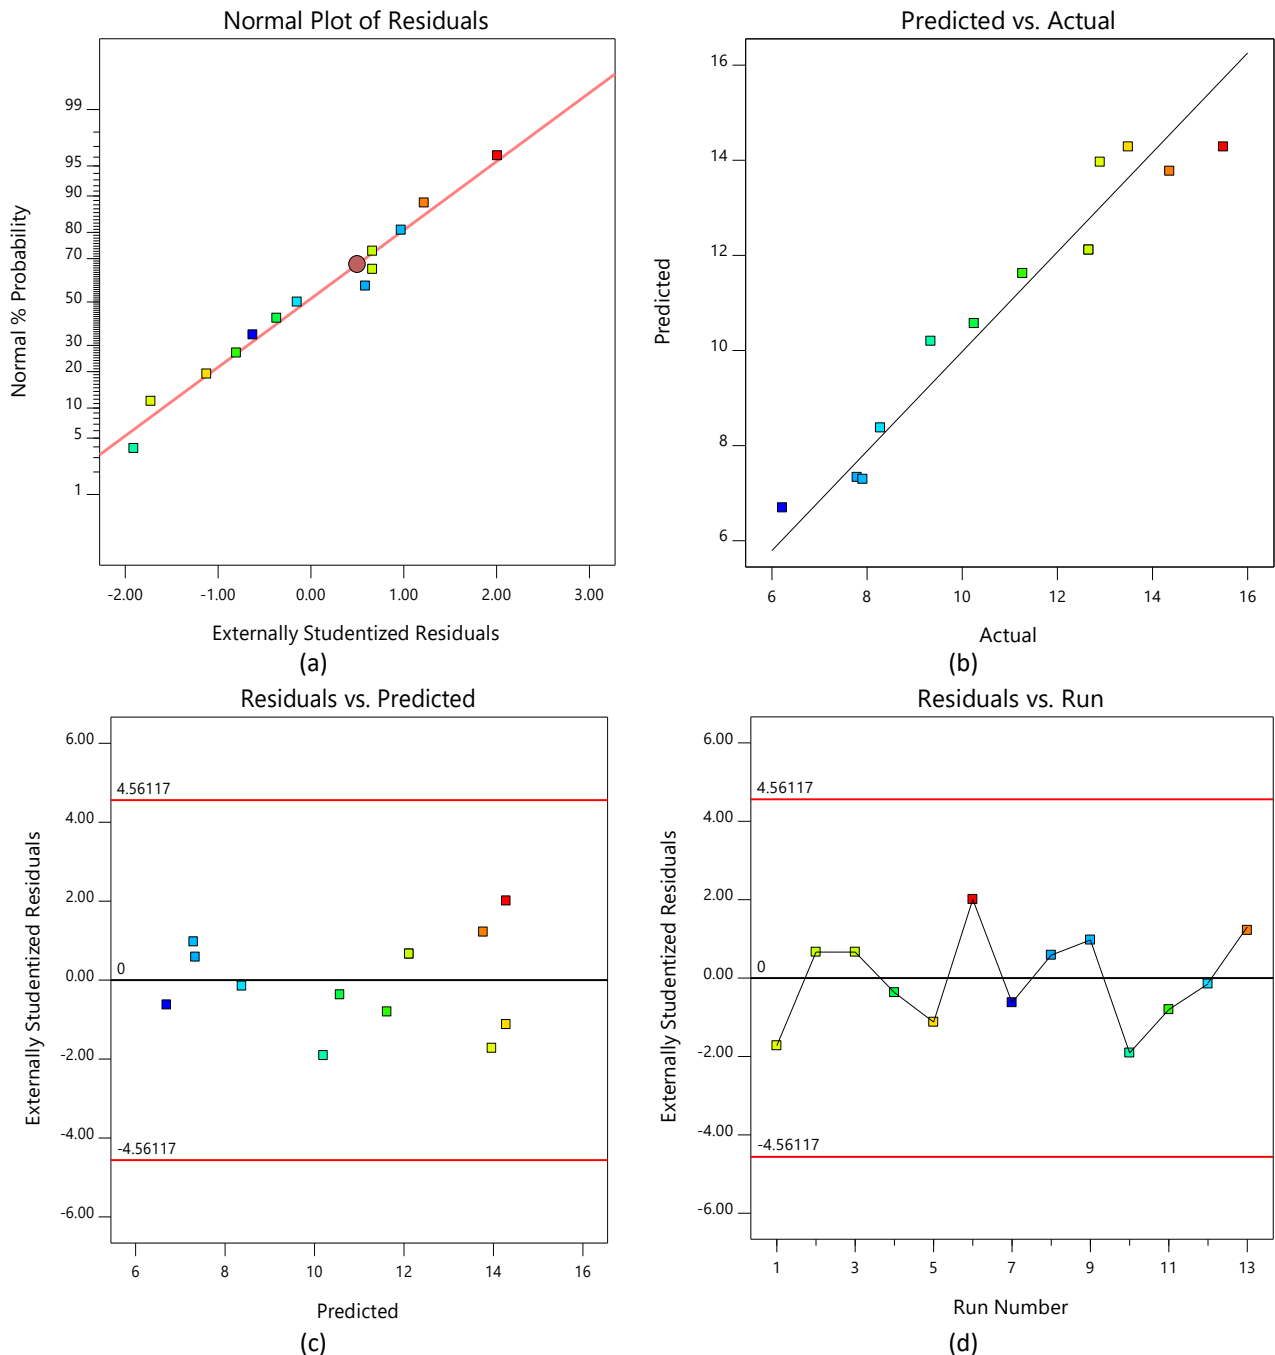 Normal Plot of Residuals
Normal % Probability
99
95
90
80
70
50
30
20
10
5
1
-2.00 -1.00 0.00 1.00 2.00 3.00
Externally Studentized Residuals
(a)
Predicted vs. Actual
Predicted
16
14
12
10
8
6
6 8 10 12 14 16
Actual
(b)
Residuals vs. Predicted
Externally Studentized Residuals
6.00
4.56117
4.00
2.00
0
0.00
-2.00
-4.00
-4.56117
-6.00
6 8 10 12 14 16
Predicted
(c)
Residuals vs. Run
Externally Studentized Residuals
6.00
4.56117
4.00
2.00
0
0.00
-2.00
-4.00
-4.56117
-6.00
1 3 5 7 9 11 13
Run Number
(d)